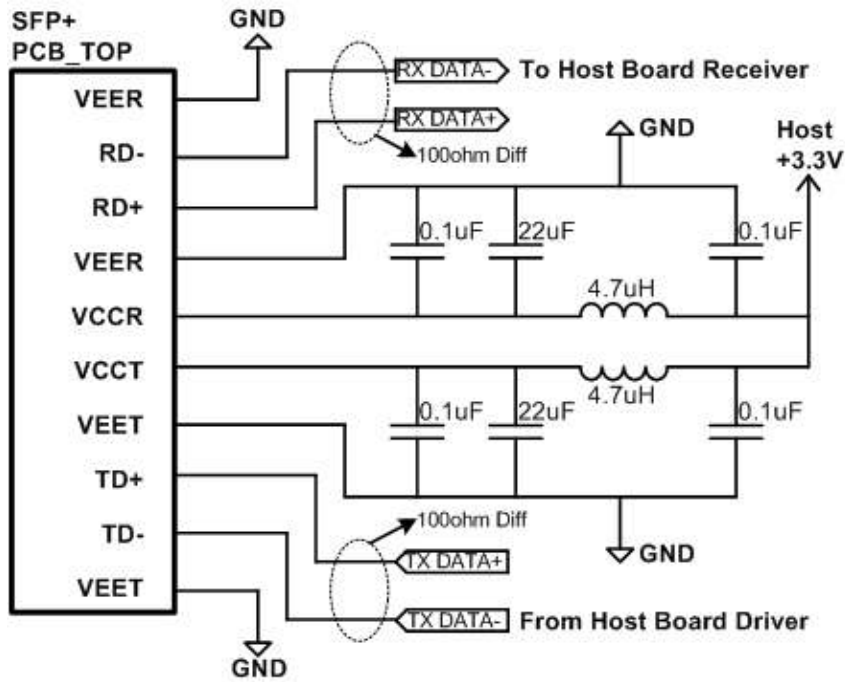 SFP+
PCB_TOP
GND
VEER
RD-
RD+
VEER
VCCR
VCCT
VEET
TD+
TD-
VEET
GND
RX DATA-
To Host Board Receiver
RX DATA+
100ohm Diff
GND
Host
+3.3V
0.1uF
22uF
0.1uF
4.7uH
4.7uH
0.1uF
22uF
0.1uF
100ohm Diff
GND
TX DATA+
TX DATA-
From Host Board Driver